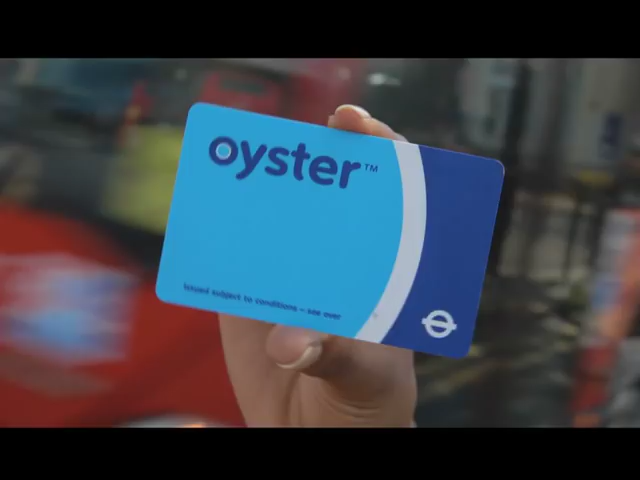 oyster™
Issued subject to conditions – see over